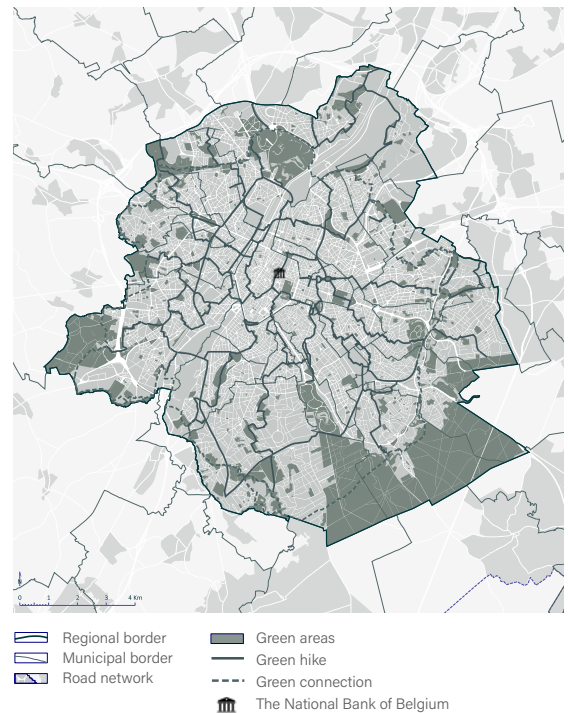 N
0 1 2 3 4 Km
Regional border
Municipal border
Road network
Green areas
Green hike
Green connection
The National Bank of Belgium